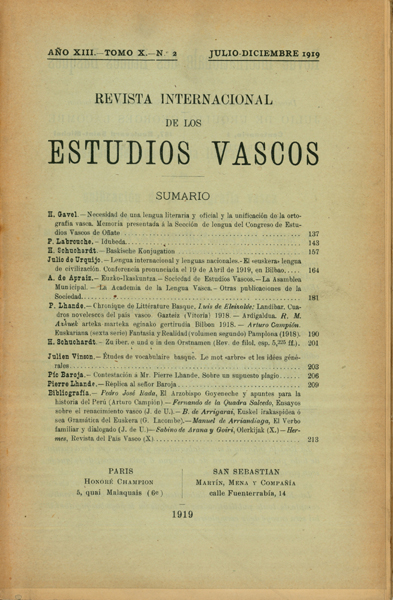 AÑO XIII.—TOMO X.—N.º 2 JULIO-DICIEMBRE 1919
REVISTA INTERNACIONAL
DE LOS
ESTUDIOS VASCOS
SUMARIO
H. Gavel.—Necesidad de una lengua literaria y oficial y la unificación de la orto-
grafía vasca. Memoria presentada á la Sección de lengua del Congreso de Estu-
dios Vascos de Oñate 137
P. Labrouche.—Iduboda. 143
H. Schuchardt.—Baskische Konjugation 157
Julio de Urquijo.—Lengua internacional y lenguas nacionales.- El «euskera» lengua
de civilización. Conferencia pronunciada el 19 de Abril de 1919, en Bilbao. 164
A. de Apraiz.—Eusko-Ikaskuntza.—Sociedad de Estudios Vascos.—La Asamblea
Municipal.—La Academia de la Lengua Vasca.—Otras publicaciones de la
Sociedad. 181
P. Lhande.—Chronique de Littérature Basque, Luis de Eleizalde; Landibar. Cua-
dros novelescos del país vasco Gasteiz (Vitoria) 1918.— Ardigaldua. R. M.
arteka marteka eginako gertirudia Bilbon 1918.—Arturo Campión.
Euskariana (sexta serie) Fantasía y Realidad (volumen segundo) Pamplona (1918). 190
H. Schuchardt.—Zu iber. e und o in den Ortsnamen (Rev. de filol. esp. 5,225 ff.). 201
Julien Vinson.—Études de vocabulaire basque. Le mot «arbre» et les idées géné-
rales 203
Pío Baroja.—Contestación à Mr. Pierre Lhande. Sobre un supuesto plagio 206
Pierre Lhande.—Réplica al señor Baroja 209
Bibliografía.—Pedro José Rada, El Arzobispo Goyeneche y apuntes para la
historia del Perú (Arturo Campión)—Fernando de la Quadra Salcedo, Ensayos
sobre el renacimiento vasco (J. de U.)—B. de Arrigarai, Euskel irakaspidea ó
sea Gramática del Euskera (G. Lacombe).—Manuel de Arriandiaga, El Verbo
familiar y dialogado (J. de U.)—Sabino de Arana y Goiri, Olerkijak (X.)—Her-
mes, Revista del País Vasco (X) 213
PARIS
HONORÉ CHAMPION
5, quai Malaquais (6e)
SAN SEBASTIAN
MARTÍN, MENA Y COMPAÑÍA
calle Fuenterrabía, 14
1919